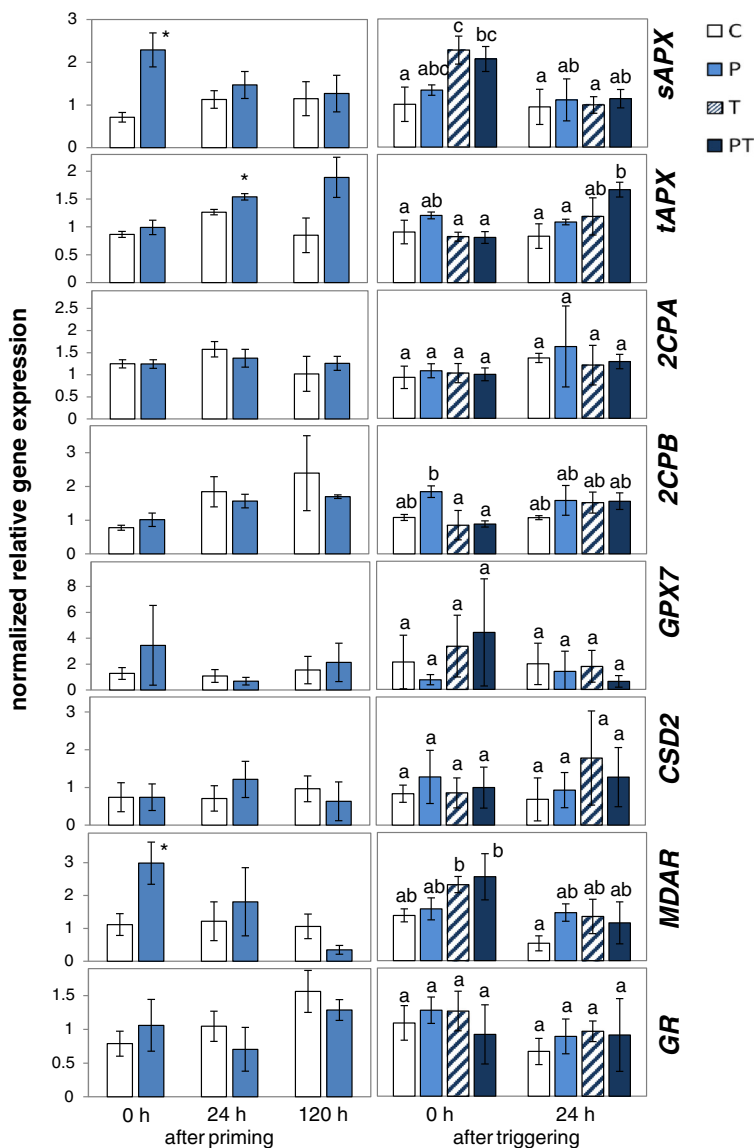 C
P
T
PT
normalized relative gene expression
3
2
1
0
*
a abc c bc a ab a ab
sAPX
2
1.5
1
0.5
0
*
a ab a a a a ab b
tAPX
2.5
2
1.5
1
0.5
0
a a a a a a a a
2CPA
3
2
1
0
ab b a a ab ab ab ab
2CPB
8
6
4
2
0
a a a a a a a a
GPX7
3
2
1
0
a a a a a a a a
CSD2
3
2
1
0
*
ab ab b b a ab ab ab
MDAR
1.5
1
0.5
0
a a a a a a a a
GR
0 h 24 h 120 h 0 h 24 h
after priming after triggering